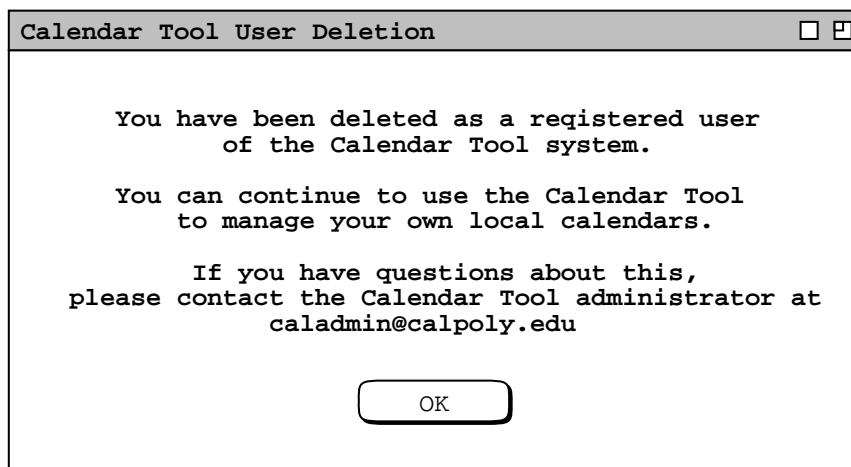 Calendar Tool User Deletion
You have been deleted as a reqistered user
of the Calendar Tool system.
You can continue to use the Calendar Tool
to manage your own local calendars.
If you have questions about this,
please contact the Calendar Tool administrator at
caladmin@calpoly.edu
OK